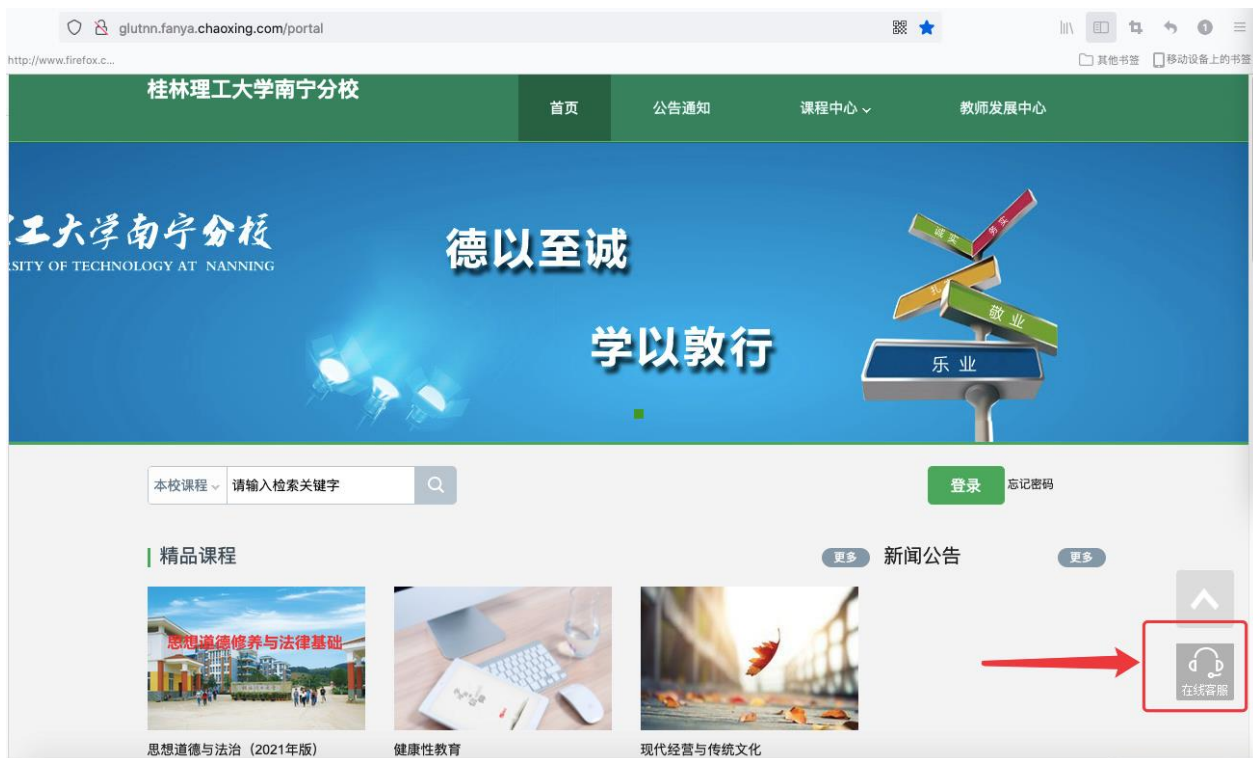 glutnn.fanya.chaoxing.com/portal
1
http://www.firefox.c...
其他书签
移动设备上的书签
桂林理工大学南宁分校
首页
公告通知
课程中心
教师发展中心
工大学南宁分校
SITY OF TECHNOLOGY AT NANNING
德以至诚
学以敦行
诚实
敬业
乐业
本校课程
请输入检索关键字
登录
忘记密码
精品课程
更多
新闻公告
更多
思想道德修养与法律基础
在线客服
思想道德与法治（2021年版）
健康性教育
现代经营与传统文化